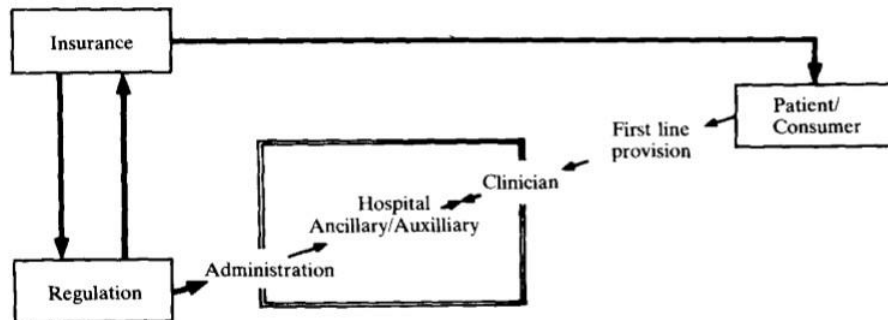 Insurance
Patient/
Consumer
First line
provision
Clinician
Hospital
Ancillary/Auxilliary
Administration
Regulation